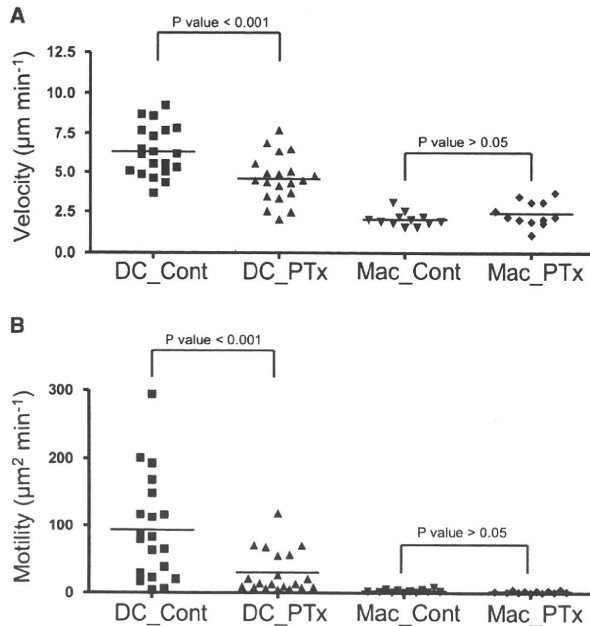 A
P value < 0.001
12.5
10.0
7.5
5.0
2.5
0.0
Velocity (µm min⁻¹)
P value > 0.05
DC_Cont DC_PTx Mac_Cont Mac_PTx
B
P value < 0.001
300
200
100
0
Motility (µm² min⁻¹)
P value > 0.05
DC_Cont DC_PTx Mac_Cont Mac_PTx